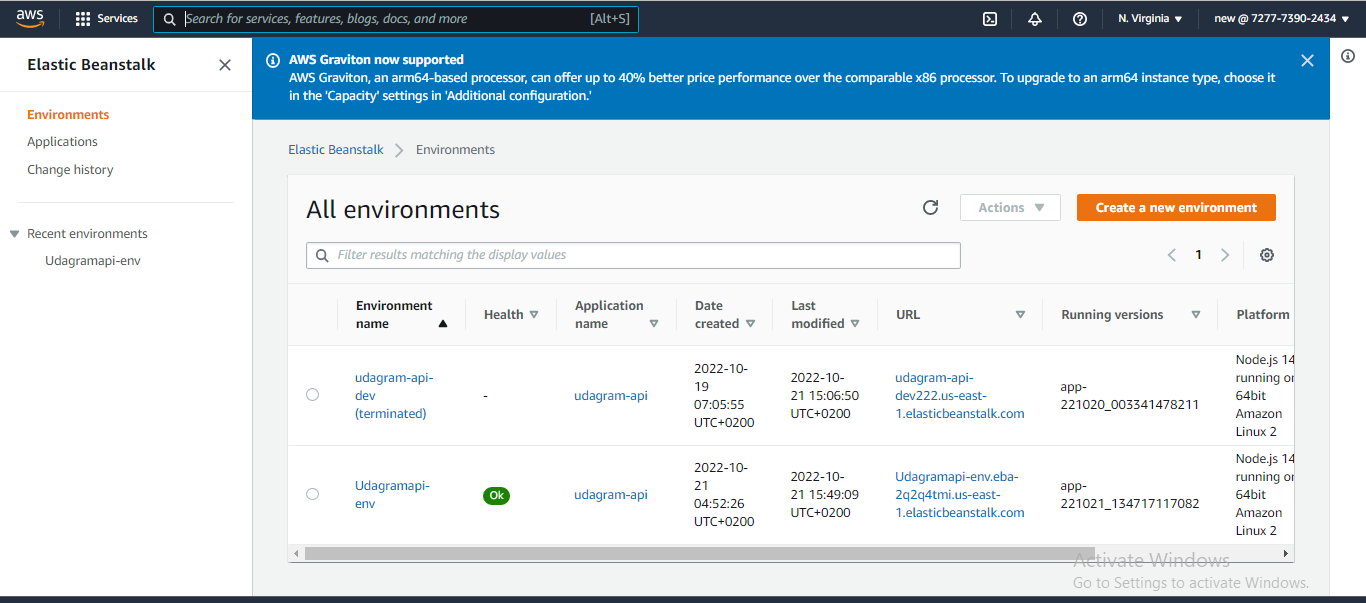 aws
Services
Search for services, features, blogs, docs, and more
[Alt+S]
N. Virginia ▼
new @ 7277-7390-2434 ▼
Elastic Beanstalk
Environments
Applications
Change history
Recent environments
Udagramapi-env
AWS Graviton now supported
AWS Graviton, an arm64-based processor, can offer up to 40% better price performance over the comparable x86 processor. To upgrade to an arm64 instance type, choose it
in the 'Capacity' settings in 'Additional configuration.'
Elastic Beanstalk
Environments
All environments
Actions
Create a new environment
Filter results matching the display values
1
Environment
name
Health
Application
name
Date
created
Last
modified
URL
Running versions
Platform
udagram-api-
dev
(terminated)
-
udagram-api
2022-10-
19
07:05:55
UTC+0200
2022-10-
21 15:06:50
UTC+0200
udagram-api-
dev222.us-east-
1.elasticbeanstalk.com
app-
221020_003341478211
Node.js 14
running on
64bit
Amazon
Linux 2
Udagramapi-
env
Ok
udagram-api
2022-10-
21
04:52:26
UTC+0200
2022-10-
21 15:49:09
UTC+0200
Udagramapi-env.eba-
2q2q4tmi.us-east-
1.elasticbeanstalk.com
app-
221021_134717117082
Node.js 14
running on
64bit
Amazon
Linux 2
Activate Windows
Go to Settings to activate Windows.